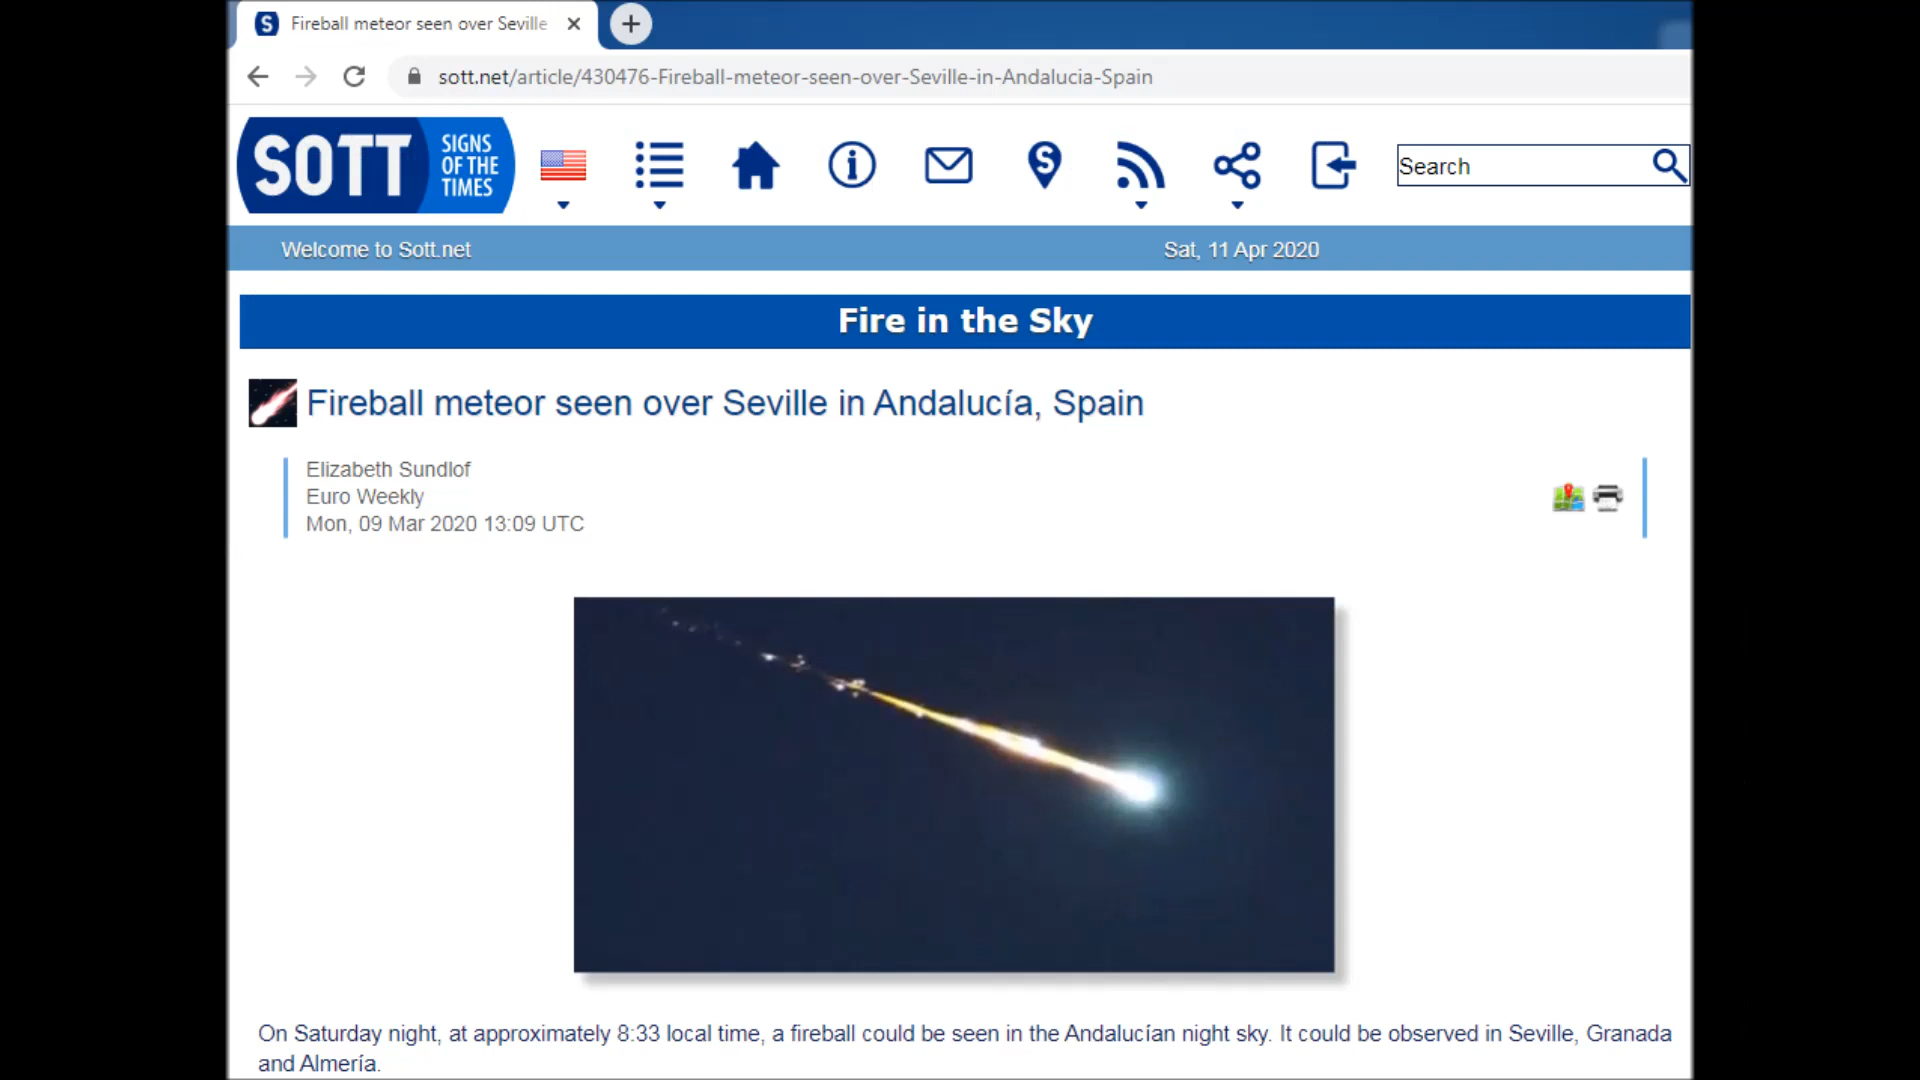 Fireball meteor seen over Seville
sott.net/article/430476-Fireball-meteor-seen-over-Seville-in-Andalucia-Spain
SOTT
SIGNS
OF THE
TIMES
Search
Welcome to Sott.net
Sat, 11 Apr 2020
Fire in the Sky
Fireball meteor seen over Seville in Andalucía, Spain
Elizabeth Sundlof
Euro Weekly
Mon, 09 Mar 2020 13:09 UTC
On Saturday night, at approximately 8:33 local time, a fireball could be seen in the Andalucían night sky. It could be observed in Seville, Granada
and Almería.